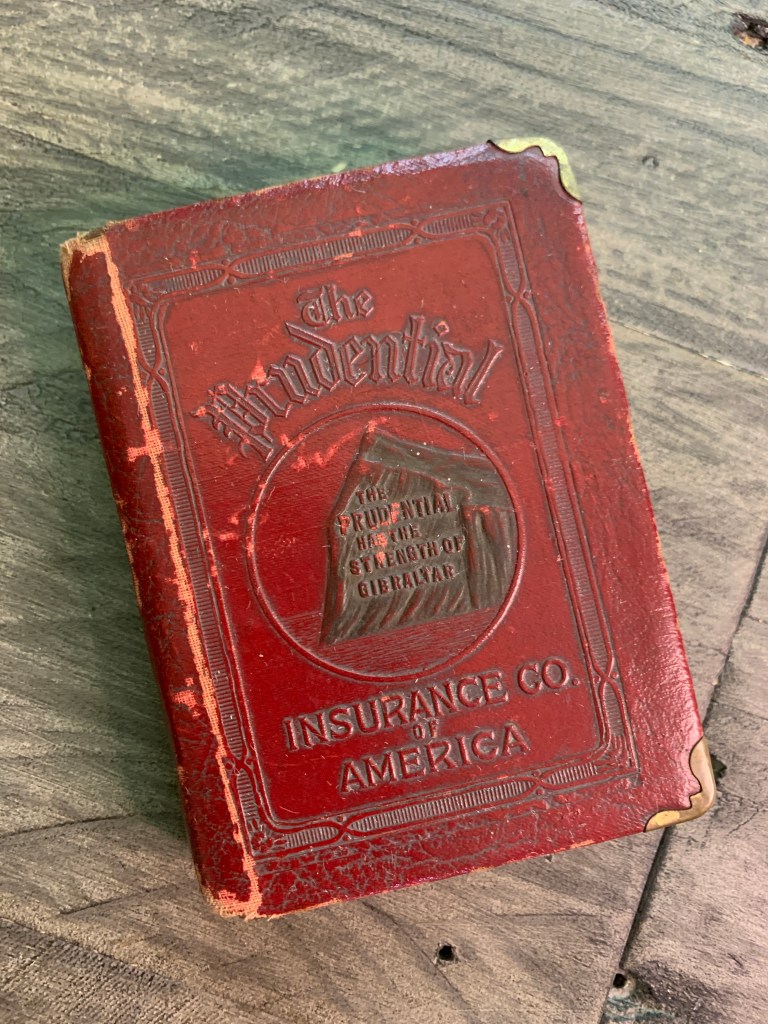 The
Prudential
THE
PRUDENTIAL
HAS THE
STRENGTH OF
GIBRALTAR
INSURANCE CO.
OF
AMERICA